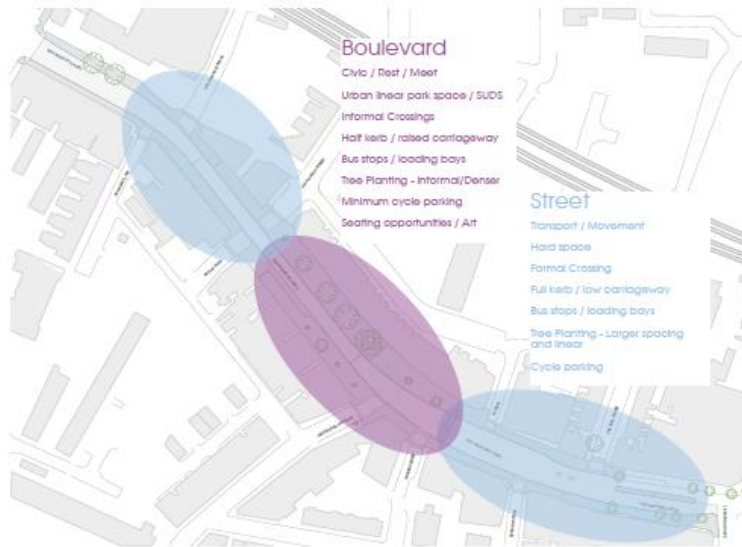 Boulevard
Civic / Rest / Meet
Urban linear park space / SUDS
Informal Crossings
Half kerb / raised carriageway
Bus stops / loading bays
Tree Planting - Informal/Denser
Minimum cycle parking
Seating opportunities / Art
Street
Transport / Movement
Hard space
Formal Crossing
Full kerb / low carriageway
Bus stops / loading bays
Tree Planting - Larger spacing
and linear
Cycle parking